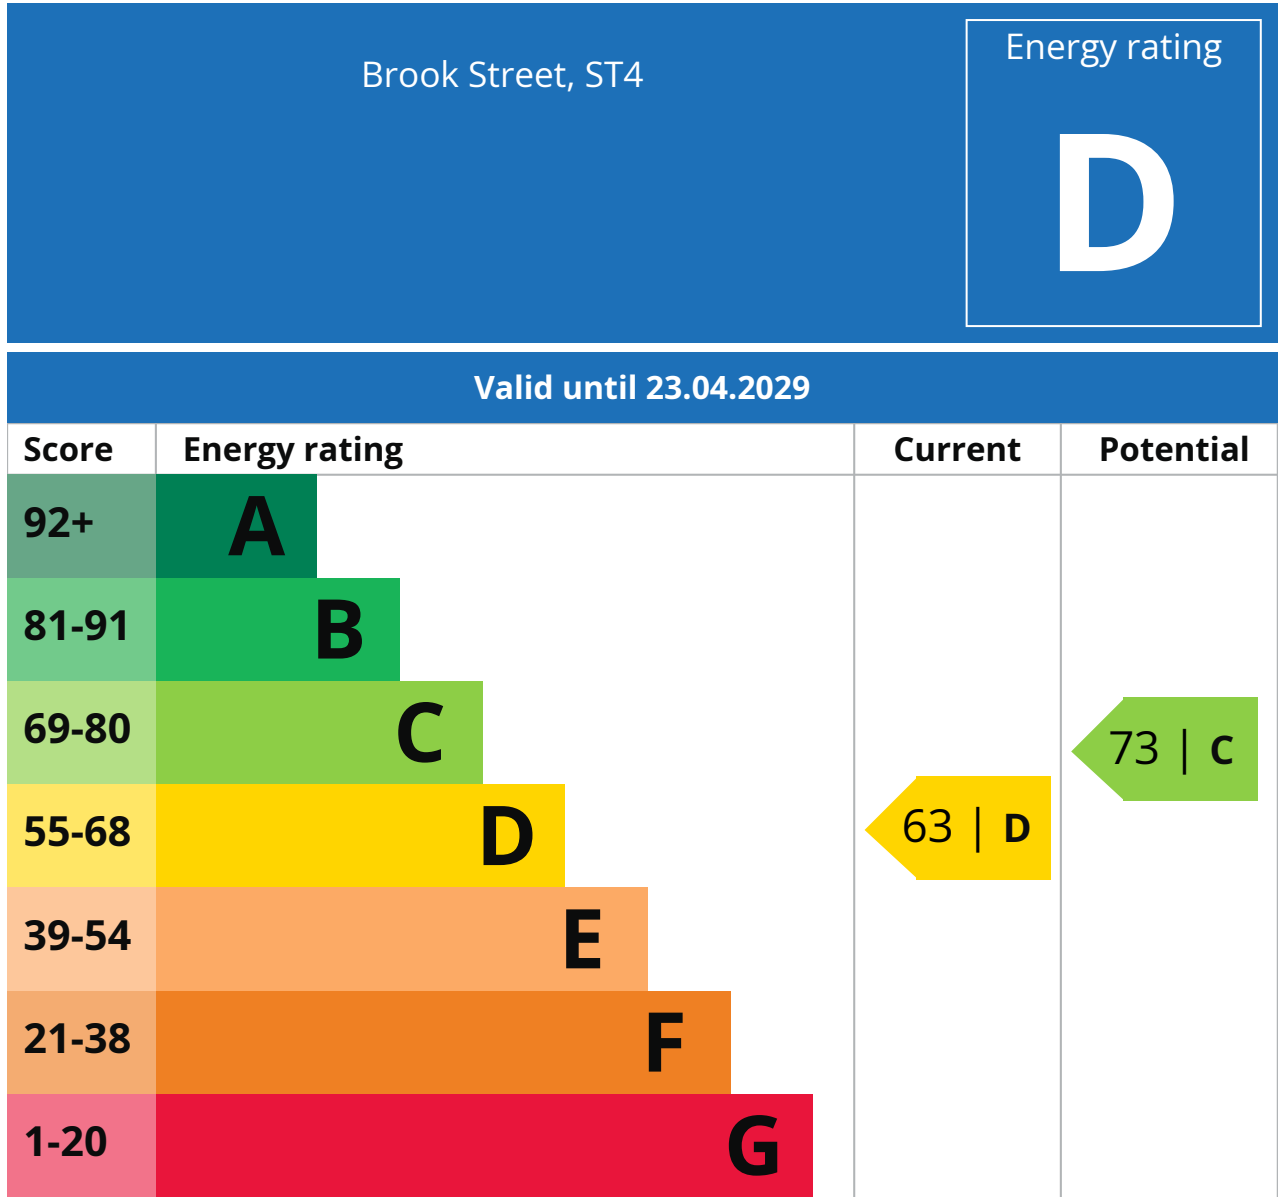 Brook Street, ST4
Energy rating
D
Valid until 23.04.2029
Score Energy rating Current Potential
92+ A
81-91 B
69-80 C
73 | C
55-68 D
63 | D
39-54 E
21-38 F
1-20 G